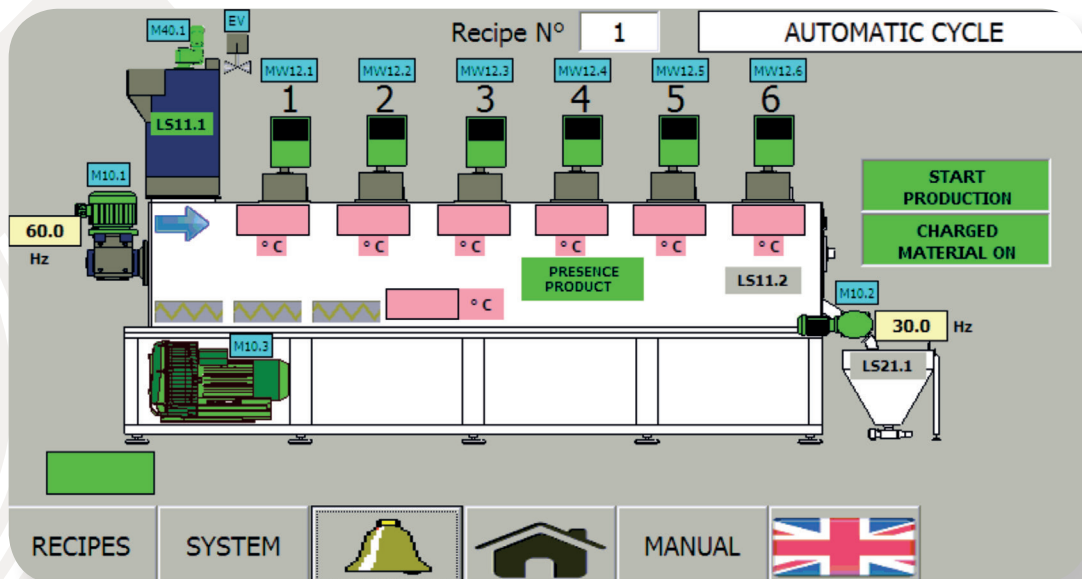 Recipe N° 1 AUTOMATIC CYCLE
M40.1 EV
MW12.1 MW12.2 MW12.3 MW12.4 MW12.5 MW12.6
1 2 3 4 5 6
LS11.1
M10.1
START
PRODUCTION
60.0
Hz
CHARGED
MATERIAL ON
° C ° C ° C ° C ° C ° C
PRESENCE
PRODUCT
LS11.2
° C
M10.2
30.0 Hz
M10.3
LS21.1
RECIPES SYSTEM MANUAL